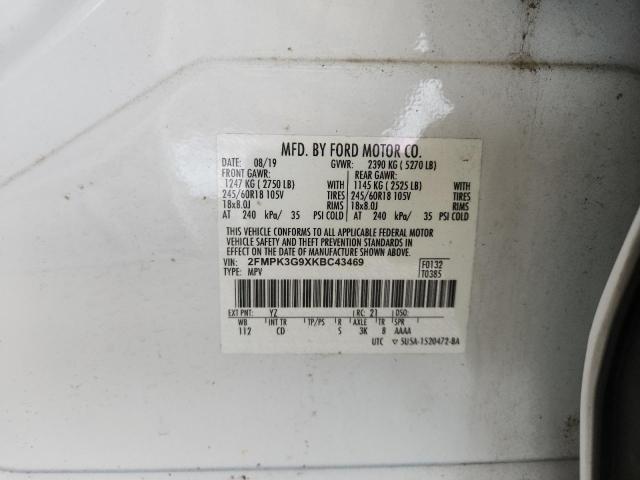 MFD. BY FORD MOTOR CO.
DATE: 08/19 GVWR: 2390 KG ( 5270 LB)
FRONT GAWR: REAR GAWR:
1247 KG ( 2750 LB) WITH 1145 KG ( 2525 LB) WITH
245/60R18 105V TIRES 245/60R18 105V TIRES
18x8.0J RIMS 18x8.0J RIMS
AT 240 kPa/ 35 PSI COLD AT 240 kPa/ 35 PSI COLD
THIS VEHICLE CONFORMS TO ALL APPLICABLE FEDERAL MOTOR
VEHICLE SAFETY AND THEFT PREVENTION STANDARDS IN
EFFECT ON THE DATE OF MANUFACTURE SHOWN ABOVE.
VIN: 2FMPK3G9XKBC43469 F0132
TYPE: MPV T0385
EXT PNT: YZ RC: 21 DSO:
WB INT TR TP/PS R AXLE TR SPR
112 CD S 3K 8 AAAA
UTC ▽ 5U5A-1520472-BA